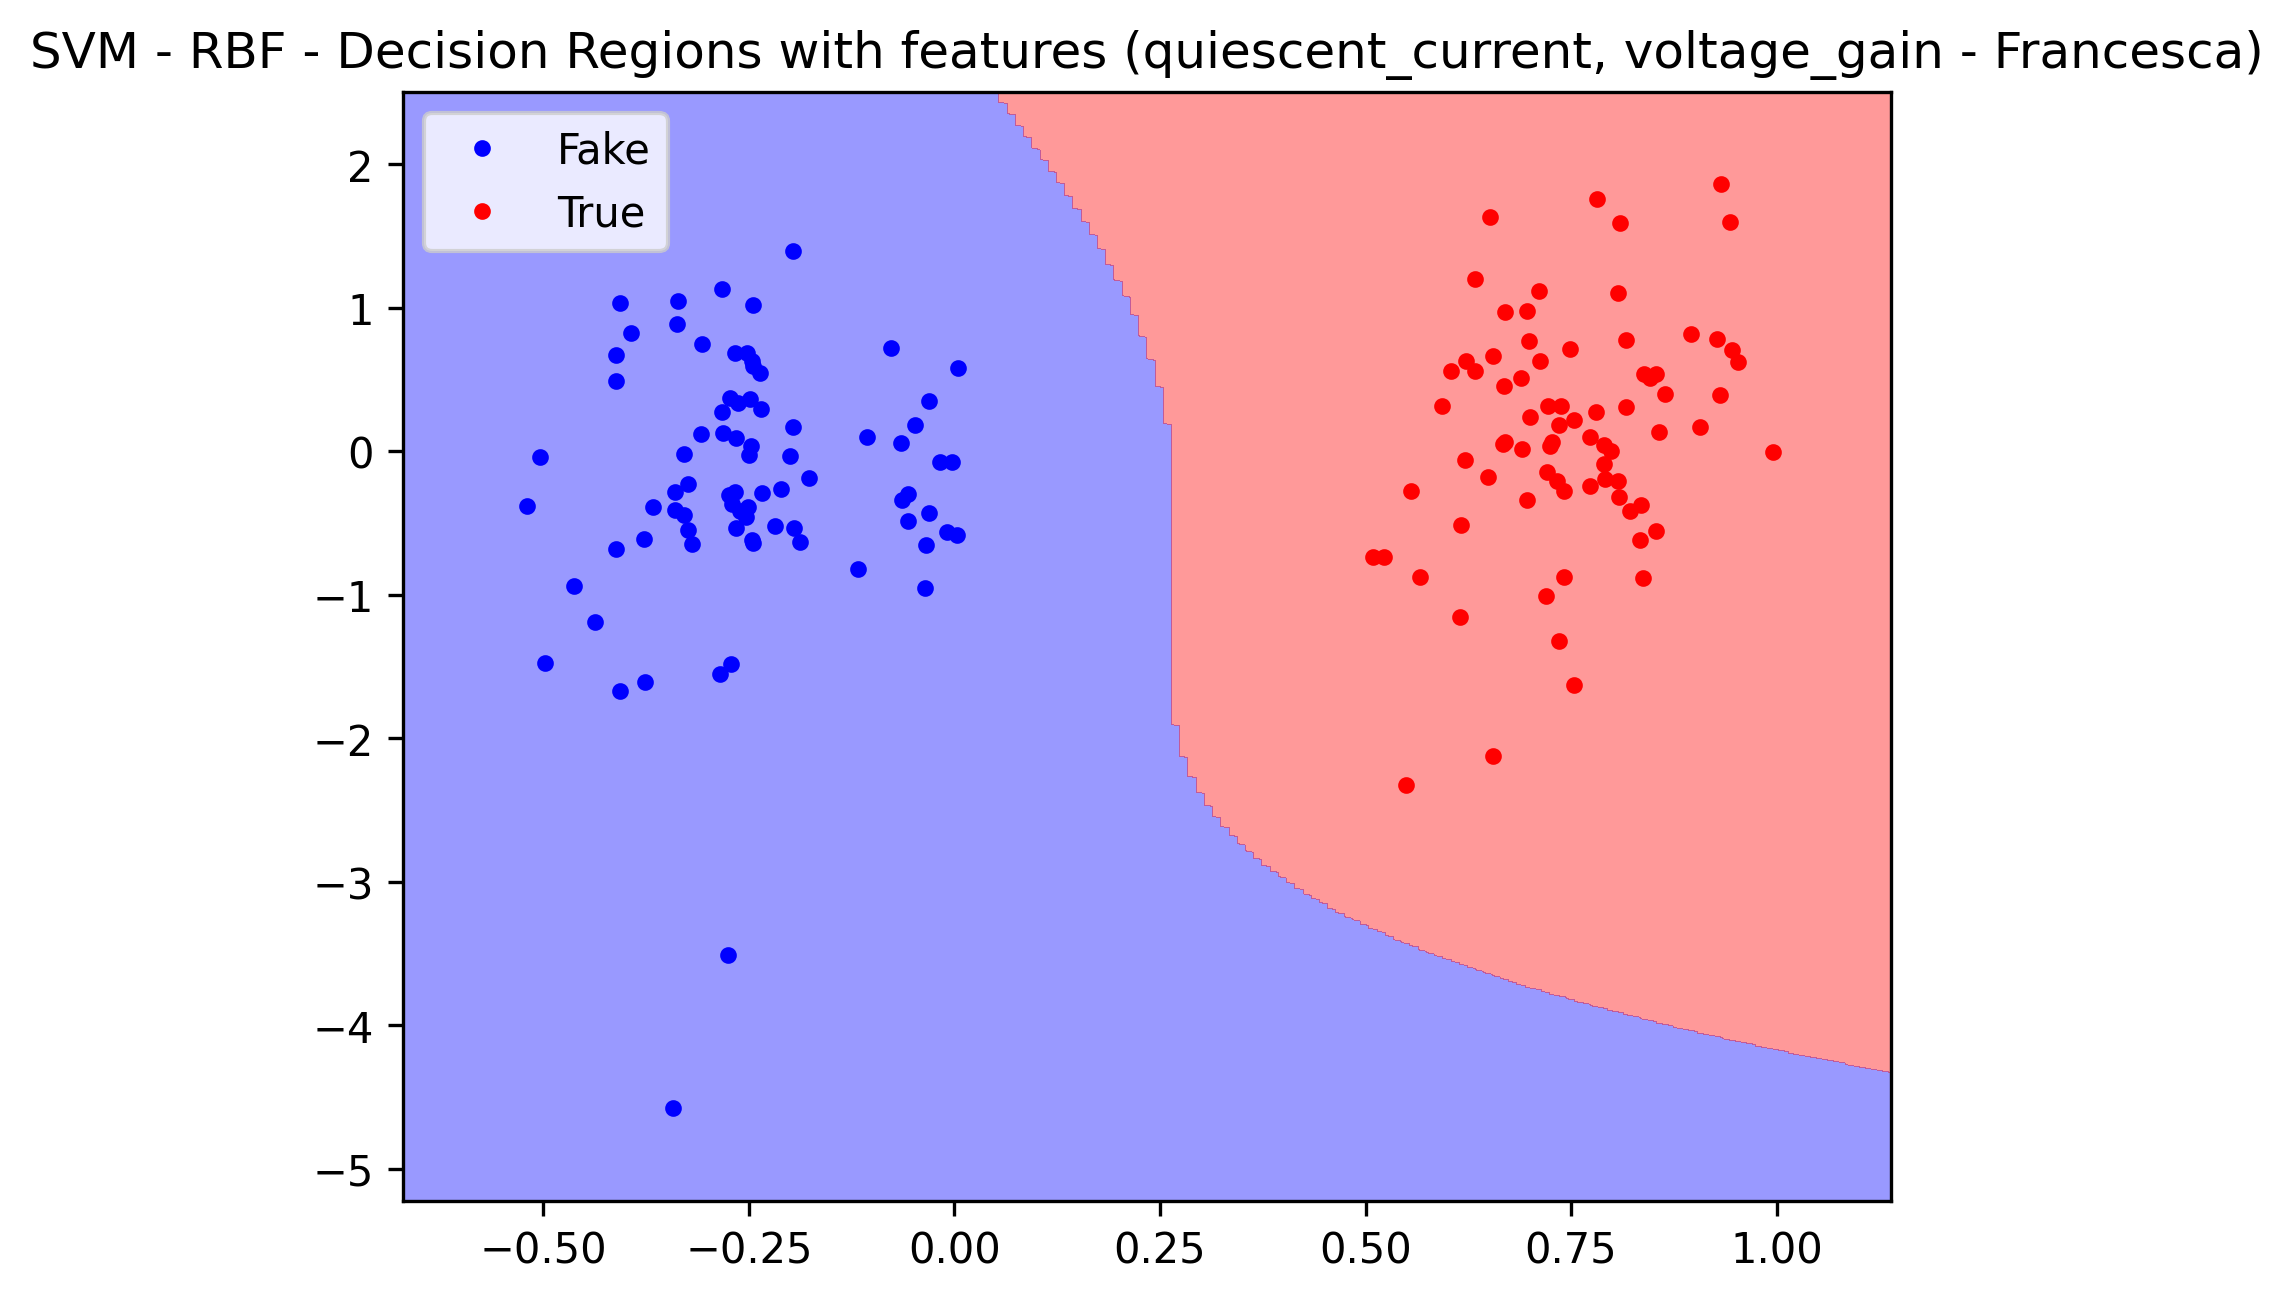 SVM - RBF - Decision Regions with features (quiescent_current, voltage_gain - Francesca)
Fake
True
2
1
0
−1
−2
−3
−4
−5
−0.50 −0.25 0.00 0.25 0.50 0.75 1.00